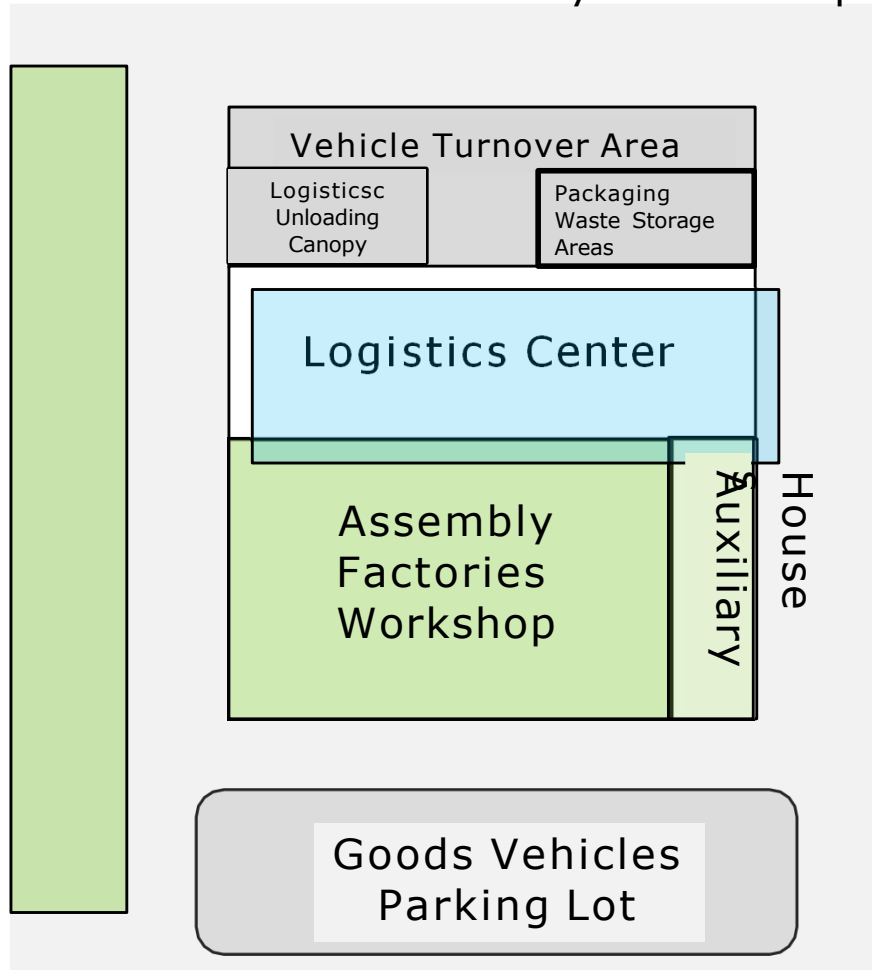 Vehicle Turnover Area
Logisticsc
Unloading
Canopy
Packaging
Waste Storage
Areas
Logistics Center
Assembly
Factories
Workshop
Auxiliary
s
House
Goods Vehicles
Parking Lot